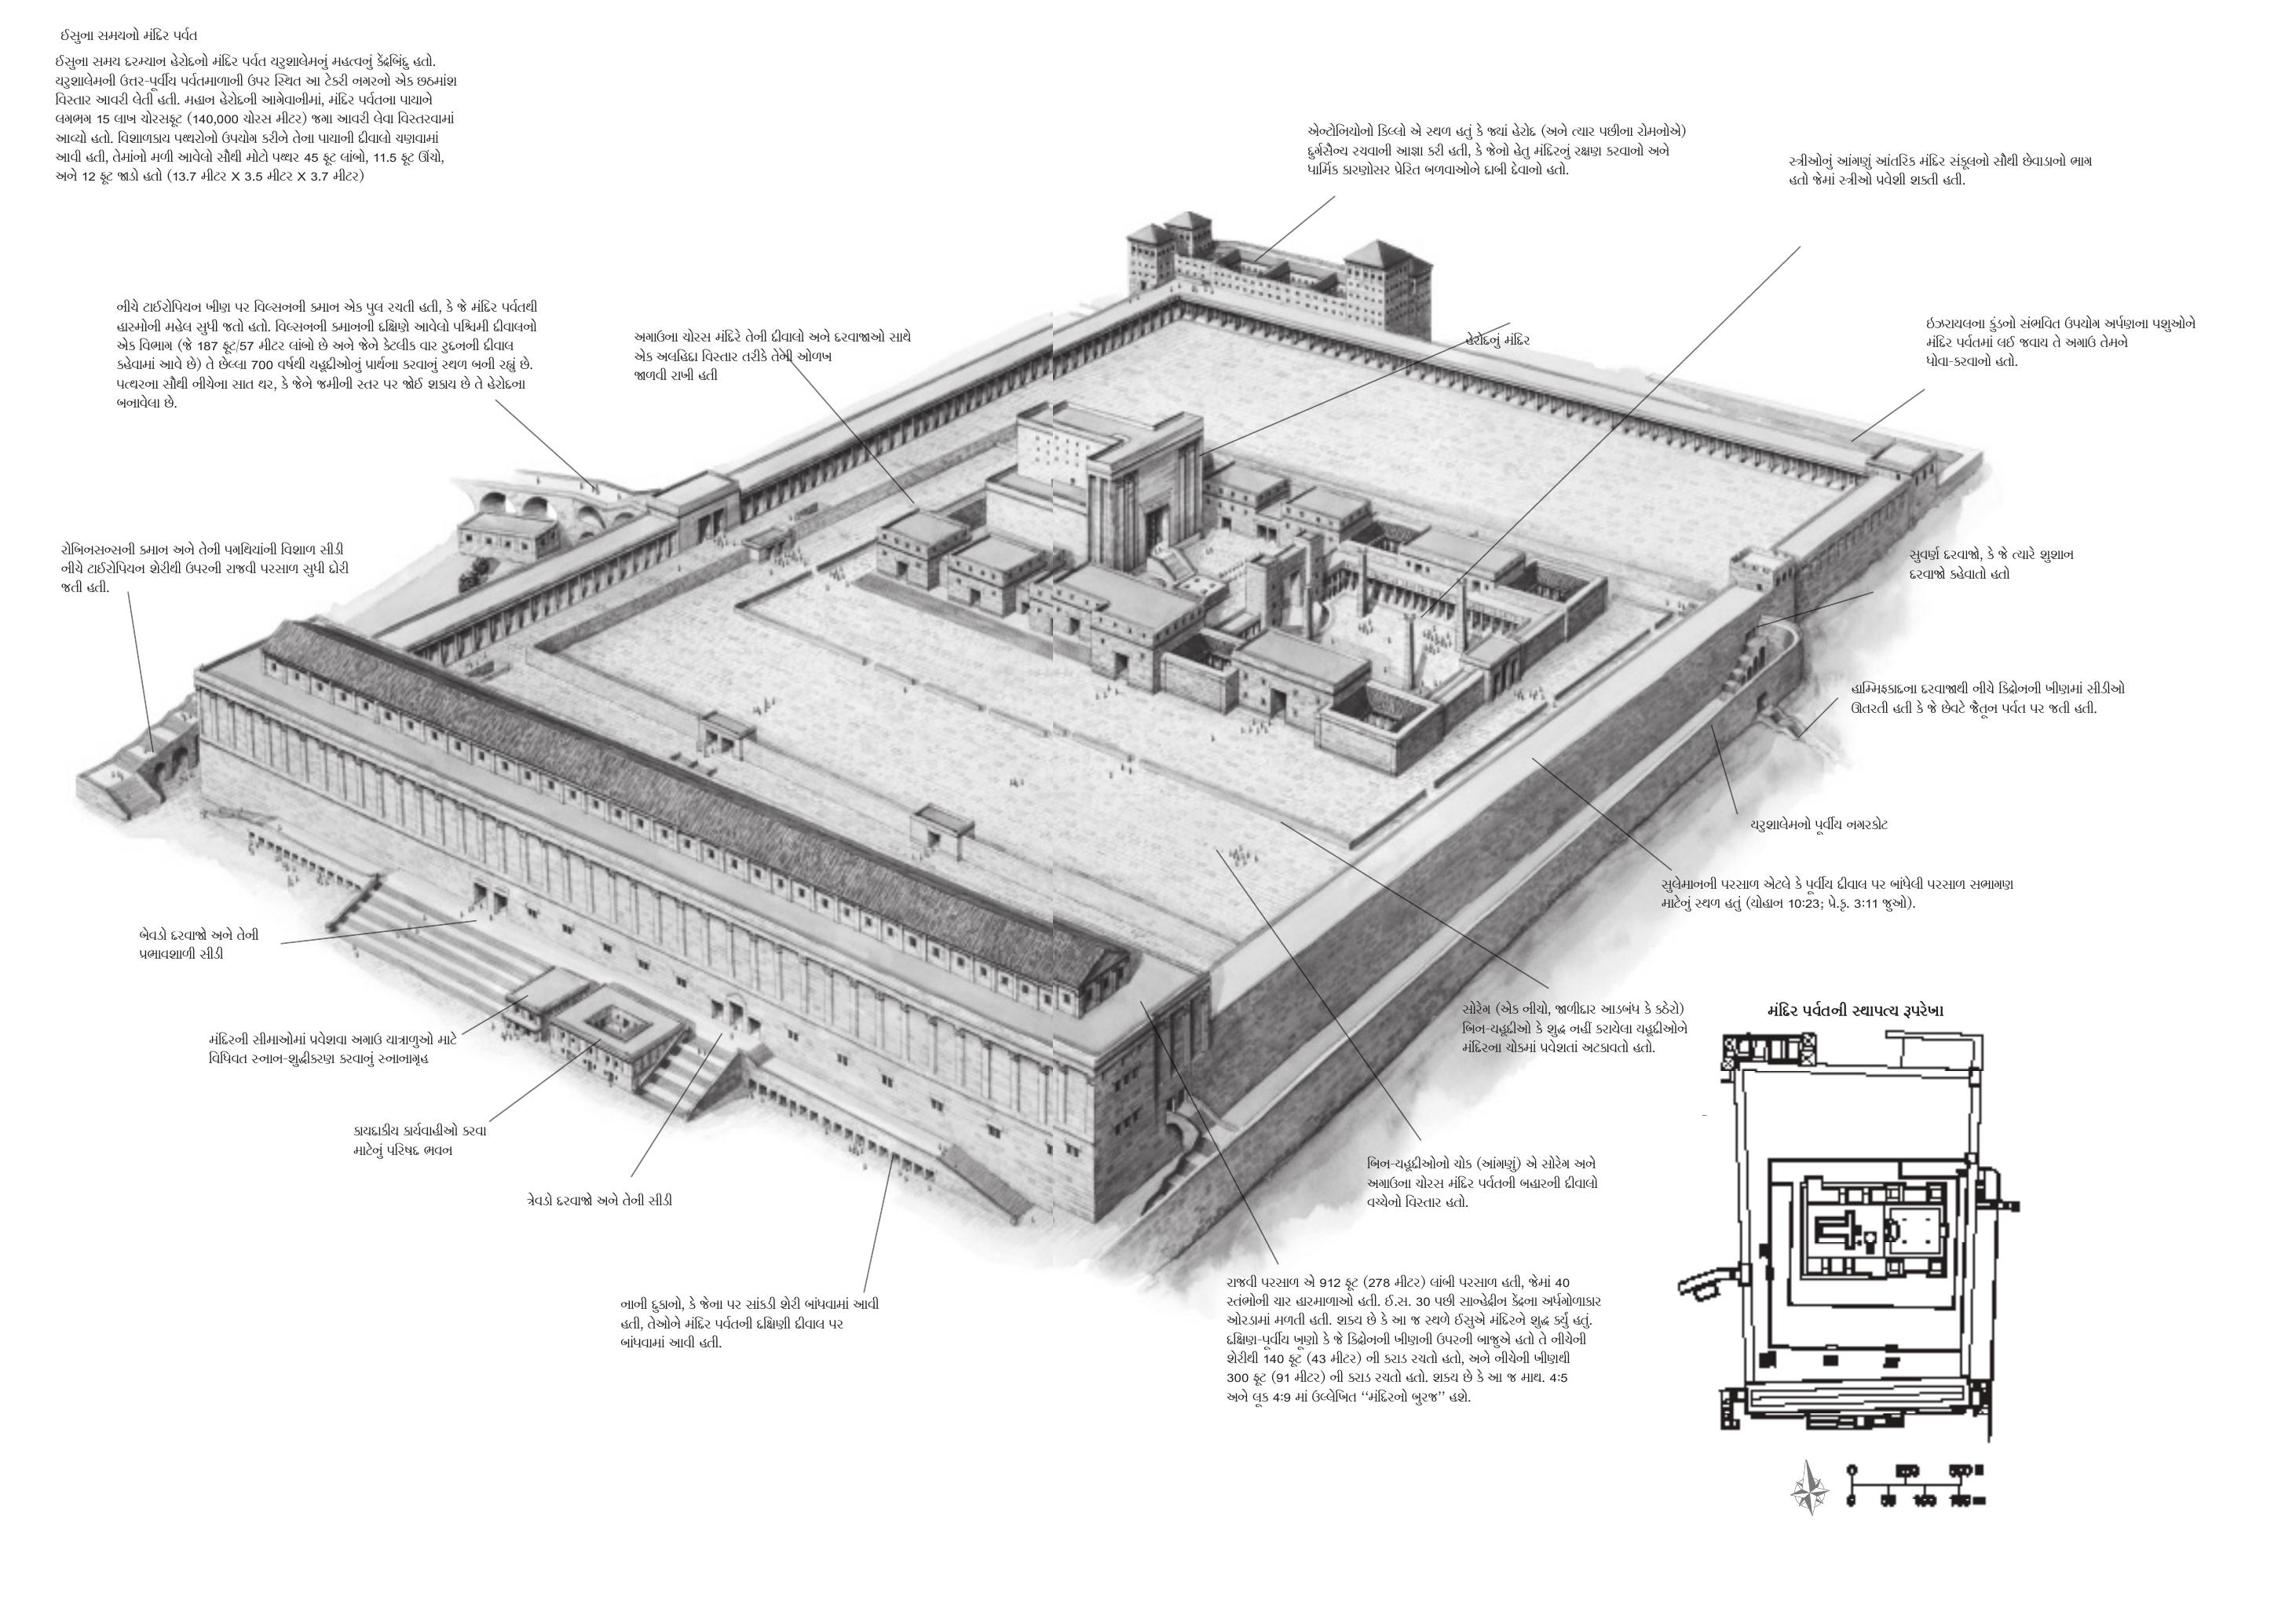 ઈસુના સમયનો મંદિર પર્વત
ઈસુના સમય દરમ્યાન હેરોદનો મંદિર પર્વત યરુશાલેમનું મહત્વનું કેંદ્રબિંદુ હતો.
યરુશાલેમની ઉત્તર-પૂર્વીય પર્વતમાળાની ઉપર સ્થિત આ ટેકરી નગરનો એક છઠમાંશ
વિસ્તાર આવરી લેતી હતી. મહાન હેરોદની આગેવાનીમાં, મંદિર પર્વતના પાયાને
લગભગ 15 લાખ ચોરસફૂટ (140,000 ચોરસ મીટર) જગા આવરી લેવા વિસ્તરવામાં
આવ્યો હતો. વિશાળકાય પથ્થરોનો ઉપયોગ કરીને તેના પાયાની દીવાલો ચણવામાં
આવી હતી, તેમાંનો મળી આવેલો સૌથી મોટો પથ્થર 45 ફૂટ લાંબો, 11.5 ફૂટ ઊંચો,
અને 12 ફૂટ જાડો હતો (13.7 મીટર X 3.5 મીટર X 3.7 મીટર)
એન્ટોબિયોનો કિલ્લો એ સ્થળ હતું કે જ્યાં હેરોદ (અને ત્યાર પછીના રોમનોએ)
દુર્ગસૈન્ય રચવાની આજ્ઞા કરી હતી, કે જેનો હેતુ મંદિરનું રક્ષણ કરવાનો અને
ધાર્મિક કારણોસર પ્રેરિત બળવાઓને દાબી દેવાનો હતો.
સ્ત્રીઓનું આંગણું આંતરિક મંદિર સંકૂલનો સૌથી છેવાડાનો ભાગ
હતો જેમાં સ્ત્રીઓ પ્રવેશી શકતી હતી.
નીચે ટાઈરોપિયન ખીણ પર વિલ્સનની કમાન એક પુલ રચતી હતી, કે જે મંદિર પર્વતથી
હાસ્મોની મહેલ સુધી જતો હતો. વિલ્સનની કમાનની દક્ષિણે આવેલો પશ્ચિમી દીવાલનો
એક વિભાગ (જે 187 ફૂટ/57 મીટર લાંબો છે અને જેને કેટલીક વાર રુદનની દીવાલ
કહેવામાં આવે છે) તે છેલ્લા 700 વર્ષથી યહૂદીઓનું પ્રાર્થના કરવાનું સ્થળ બની રહ્યું છે.
પત્થરના સૌથી નીચેના સાત થર, કે જેને જમીની સ્તર પર જોઈ શકાય છે તે હેરોદના
બનાવેલા છે.
અગાઉના ચોરસ મંદિરે તેની દીવાલો અને દરવાજાઓ સાથે
એક અલહિદા વિસ્તાર તરીકે તેની ઓળખ
જાળવી રાખી હતી
હેરોદનું મંદિર
ઇઝરાયલના કુંડનો સંભવિત ઉપયોગ અર્પણના પશુઓને
મંદિર પર્વતમાં લઈ જવાય તે અગાઉ તેમને
ધોવા-કરવાનો હતો.
રોબિનસન્સની કમાન અને તેની પગથિયાંની વિશાળ સીડી
નીચે ટાઈરોપિયન શેરીથી ઉપરની રાજવી પરસાળ સુધી દોરી
જતી હતી.
સુવર્ણ દરવાજો, કે જે ત્યારે શુશાન
દરવાજો કહેવાતો હતો
હામ્મિફકાદના દરવાજાથી નીચે કિદ્રોનની ખીણમાં સીડીઓ
ઊતરતી હતી કે જે છેવટે જૈતૂન પર્વત પર જતી હતી.
યરુશાલેમનો પૂર્વીય નગરકોટ
સુલેમાનની પરસાળ એટલે કે પૂર્વીય દીવાલ પર બાંધેલી પરસાળ સભાગણ
માટેનું સ્થળ હતું (યોહાન 10:23; પ્રે.કૃ. 3:11 જુઓ).
બેવડો દરવાજો અને તેની
પ્રભાવશાળી સીડી
સોરેગ (એક નીચો, જાળીદાર આડબંધ કે કઠેરો)
બિન-યહૂદીઓ કે શુદ્ધ નહીં કરાયેલા યહૂદીઓને
મંદિરના ચોકમાં પ્રવેશતાં અટકાવતો હતો.
મંદિર પર્વતની સ્થાપત્ય રૂપરેખા
મંદિરની સીમાઓમાં પ્રવેશવા અગાઉ યાત્રાળુઓ માટે
વિધિવત સ્નાન-શુદ્ધીકરણ કરવાનું સ્નાનાગૃહ
કાયદાકીય કાર્યવાહીઓ કરવા
માટેનું પરિષદ ભવન
બિન-યહૂદીઓનો ચોક (આંગણું) એ સોરેગ અને
અગાઉના ચોરસ મંદિર પર્વતની બહારની દીવાલો
વચ્ચેનો વિસ્તાર હતો.
ત્રેવડો દરવાજો અને તેની સીડી
નાની દુકાનો, કે જેના પર સાંકડી શેરી બાંધવામાં આવી
હતી, તેઓને મંદિર પર્વતની દક્ષિણી દીવાલ પર
બાંધવામાં આવી હતી.
રાજવી પરસાળ એ 912 ફૂટ (278 મીટર) લાંબી પરસાળ હતી, જેમાં 40
સ્તંભોની ચાર હારમાળાઓ હતી. ઈ.સ. 30 પછી સાન્હેદ્રીન કેંદ્રના અર્ધગોળાકાર
ઓરડામાં મળતી હતી. શક્ય છે કે આ જ સ્થળે ઈસુએ મંદિરને શુદ્ધ કર્યું હતું.
દક્ષિણ-પૂર્વીય ખૂણો કે જે કિદ્રોનની ખીણની ઉપરની બાજુએ હતો તે નીચેની
શેરીથી 140 ફૂટ (43 મીટર) ની કરાડ રચતો હતો, અને નીચેની ખીણથી
300 ફૂટ (91 મીટર) ની કરાડ રચતો હતો. શક્ય છે કે આ જ માથ. 4:5
અને લૂક 4:9 માં ઉલ્લેખિત ‘‘મંદિરનો બુરજ’’ હશે.